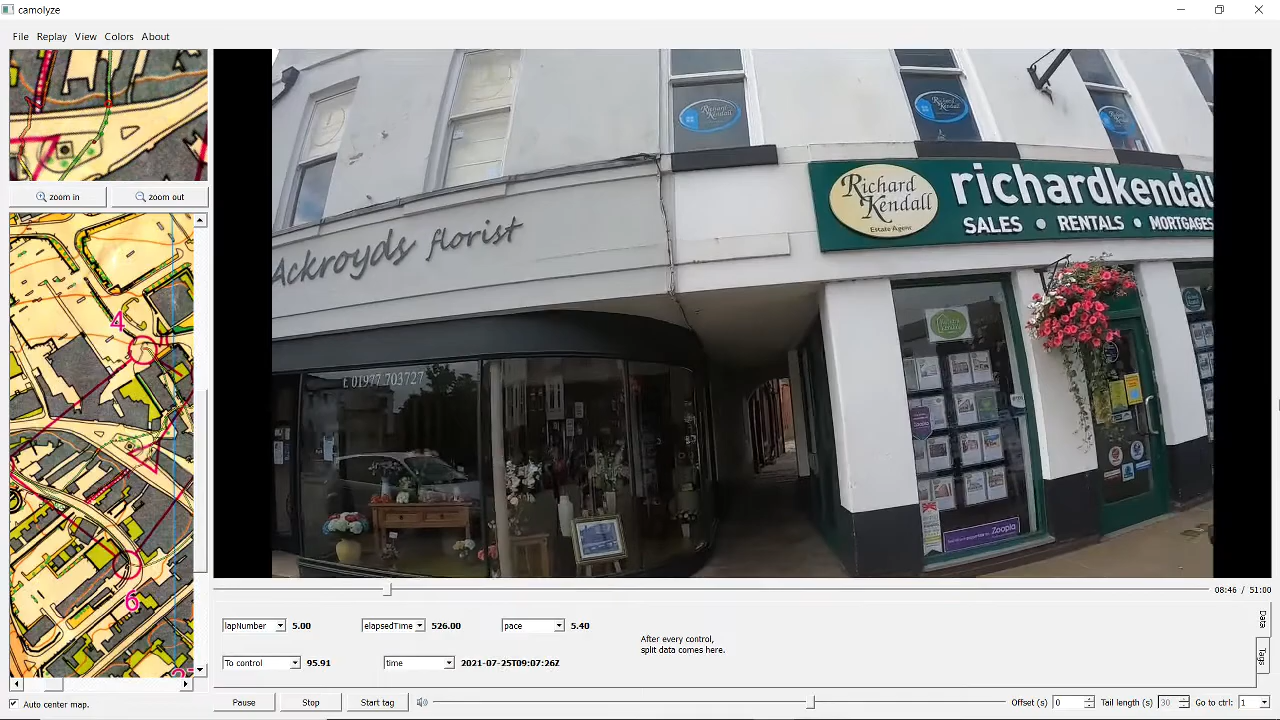 camolyze
File Replay View Colors About
zoom in zoom out
4
6
Richard
Kendall
Ackroyds florist
Richard
Kendall
Estate Agent
richardkendall
SALES • RENTALS • MORTGAGES
t. 01977 703727
Zoopla
08:46 / 51:00
lapNumber 5.00 elapsedTime 526.00 pace 5.40
To control 95.91 time 2021-07-25T09:07:26Z
After every control,
split data comes here.
Data
Tags
Auto center map.
Pause Stop Start tag Offset (s) 0 Tail length (s) 30 Go to ctrl: 1